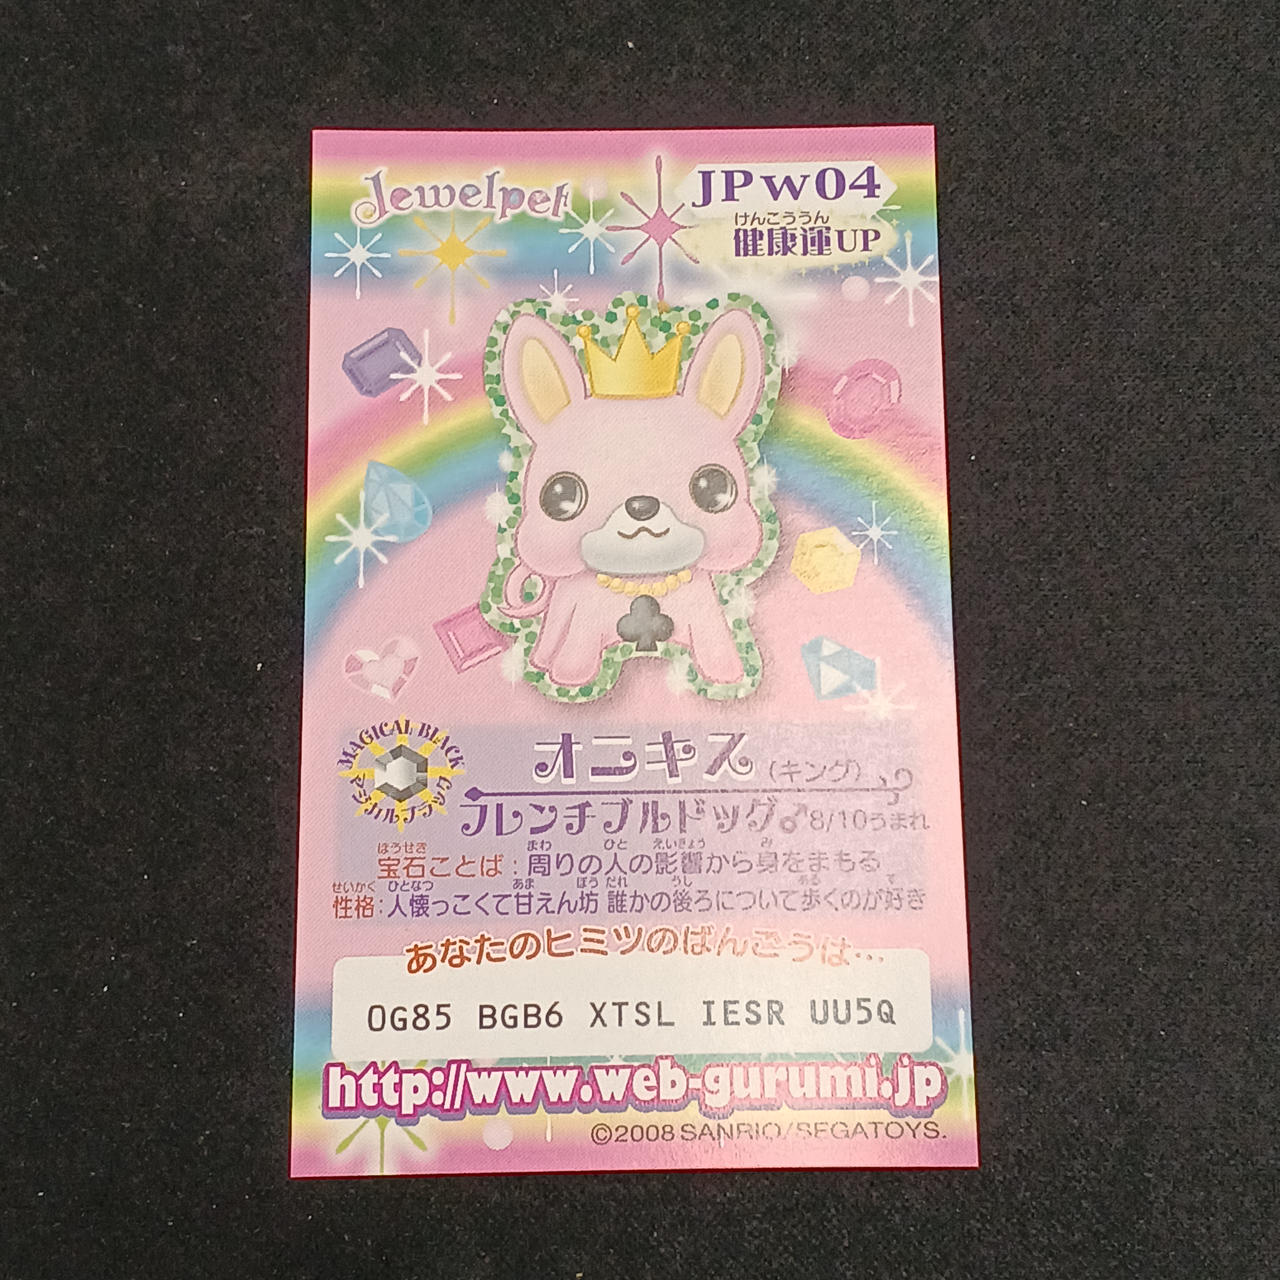 Jewelpet
JPw04
けんこううん
健康運UP
MAGICAL BLACK
マジカルブラック
オニキス(キング)
フレンチブルドッグ♂8/10うまれ
ほうせき まわ ひと えいきょう み
宝石ことば:周りの人の影響から身をまもる
せいかく ひとなつ あま ぼう だれ うし ある す
性格:人懐っこくて甘えん坊 誰かの後ろについて歩くのが好き
あなたのヒミツのばんごうは…
0G85 BGB6 XTSL IESR UU5Q
http://www.web-gurumi.jp
©2008 SANRIO/SEGATOYS.